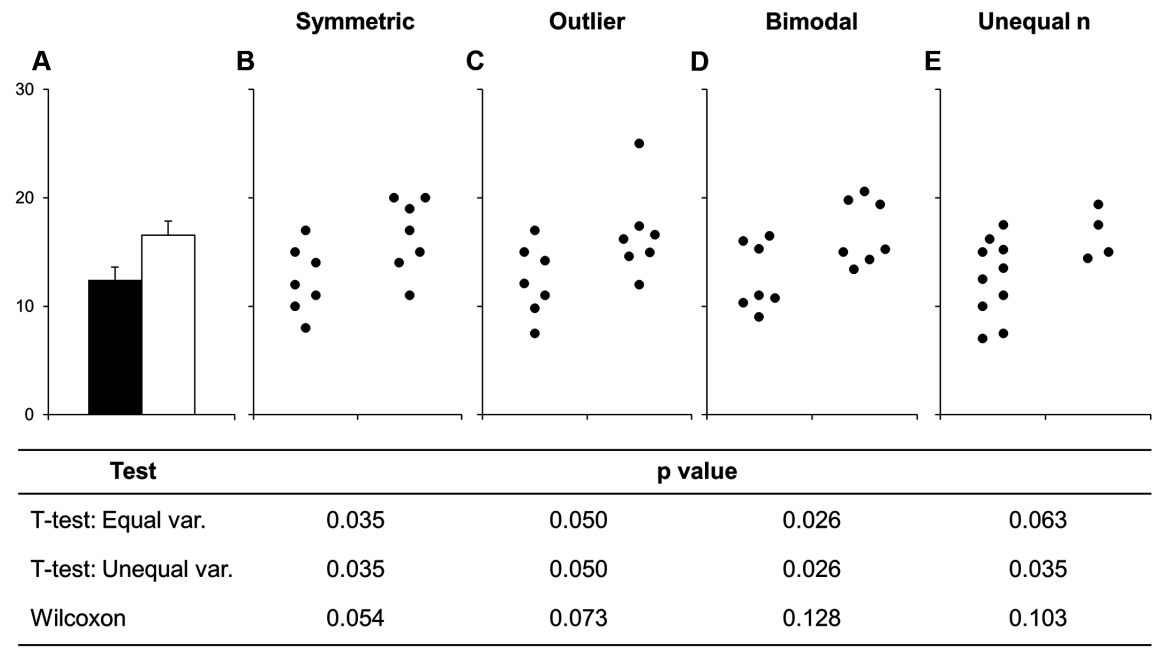 Symmetric Outlier Bimodal Unequal n
A B C D E
30
20
10
0
Test p value
T-test: Equal var. 0.035 0.050 0.026 0.063
T-test: Unequal var. 0.035 0.050 0.026 0.035
Wilcoxon 0.054 0.073 0.128 0.103